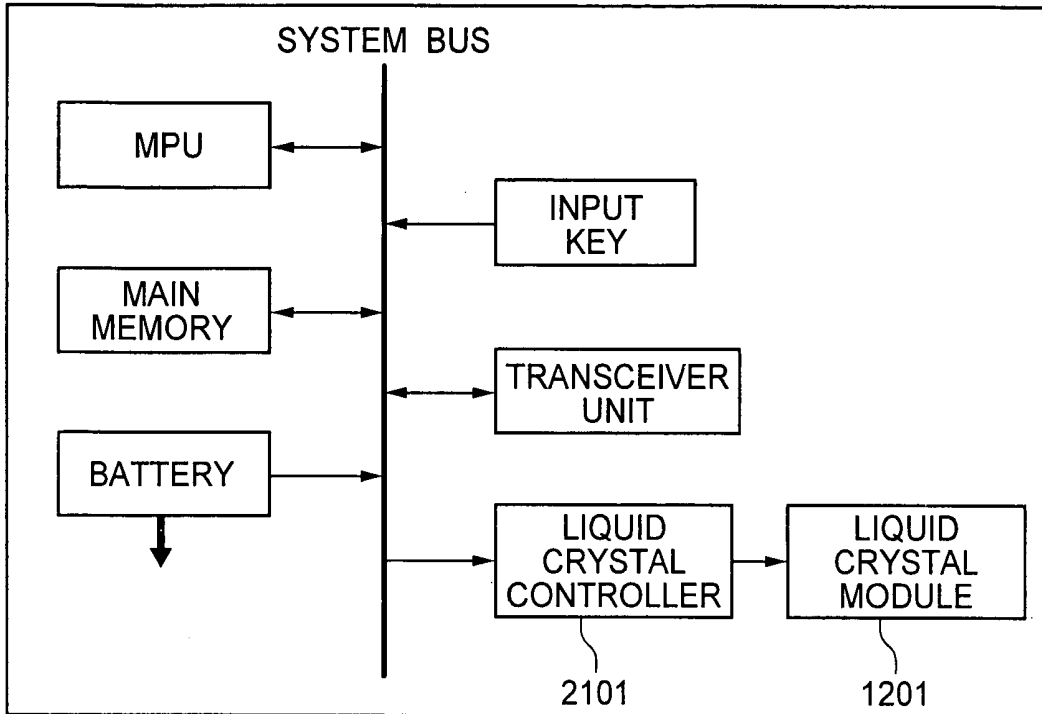 SYSTEM BUS
MPU
INPUT
KEY
MAIN
MEMORY
TRANSCEIVER
UNIT
BATTERY
LIQUID
CRYSTAL
CONTROLLER
LIQUID
CRYSTAL
MODULE
2101
1201